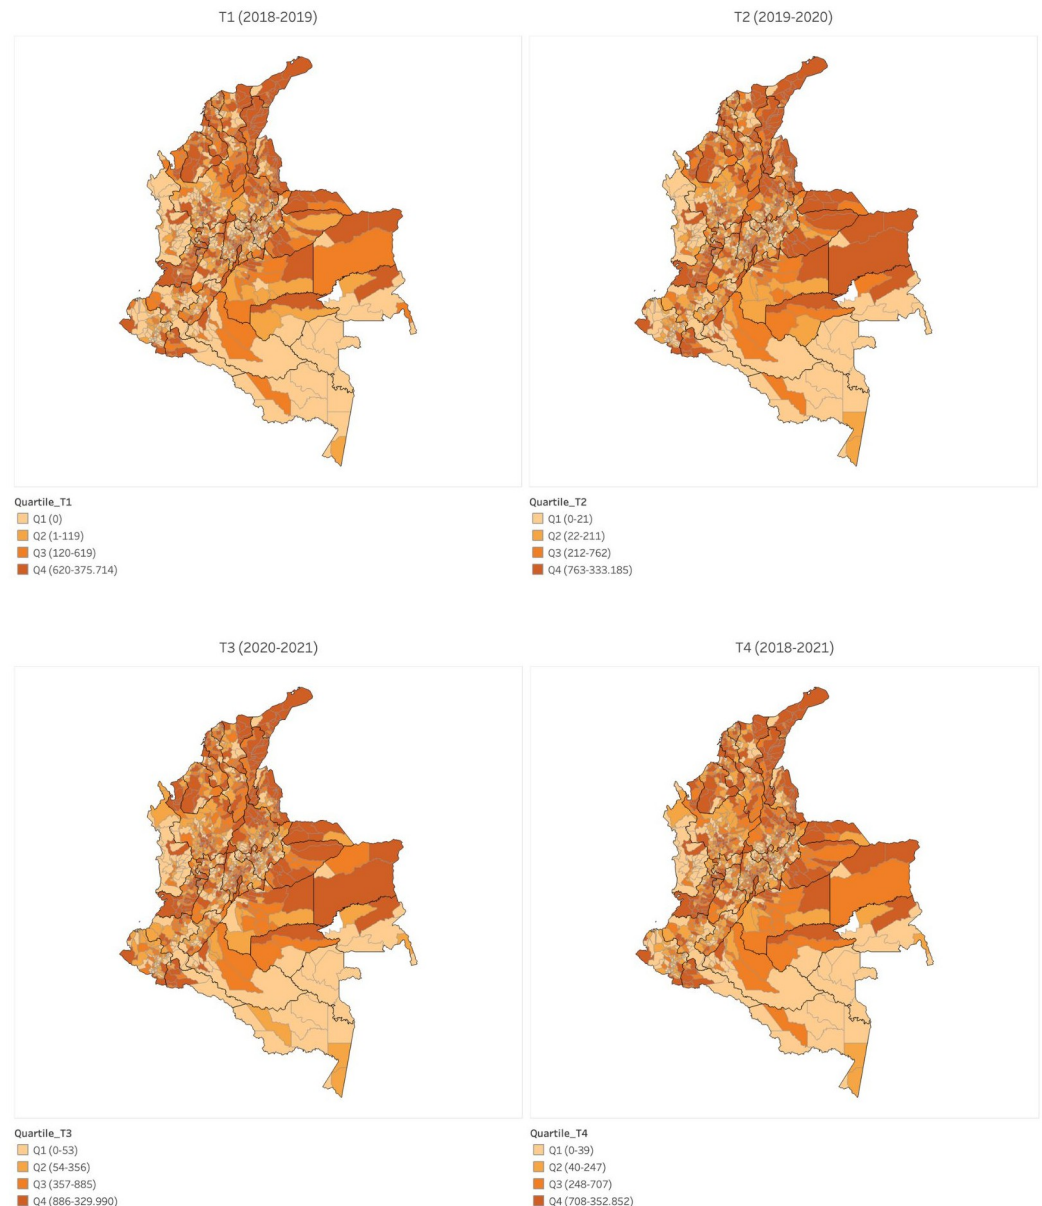 T1 (2018-2019)
T2 (2019-2020)
Quartile_T1
Q1 (0)
Q2 (1-119)
Q3 (120-619)
Q4 (620-375.714)
Quartile_T2
Q1 (0-21)
Q2 (22-211)
Q3 (212-762)
Q4 (763-333.185)
T3 (2020-2021)
T4 (2018-2021)
Quartile_T3
Q1 (0-53)
Q2 (54-356)
Q3 (357-885)
Q4 (886-329.990)
Quartile_T4
Q1 (0-39)
Q2 (40-247)
Q3 (248-707)
Q4 (708-352.852)